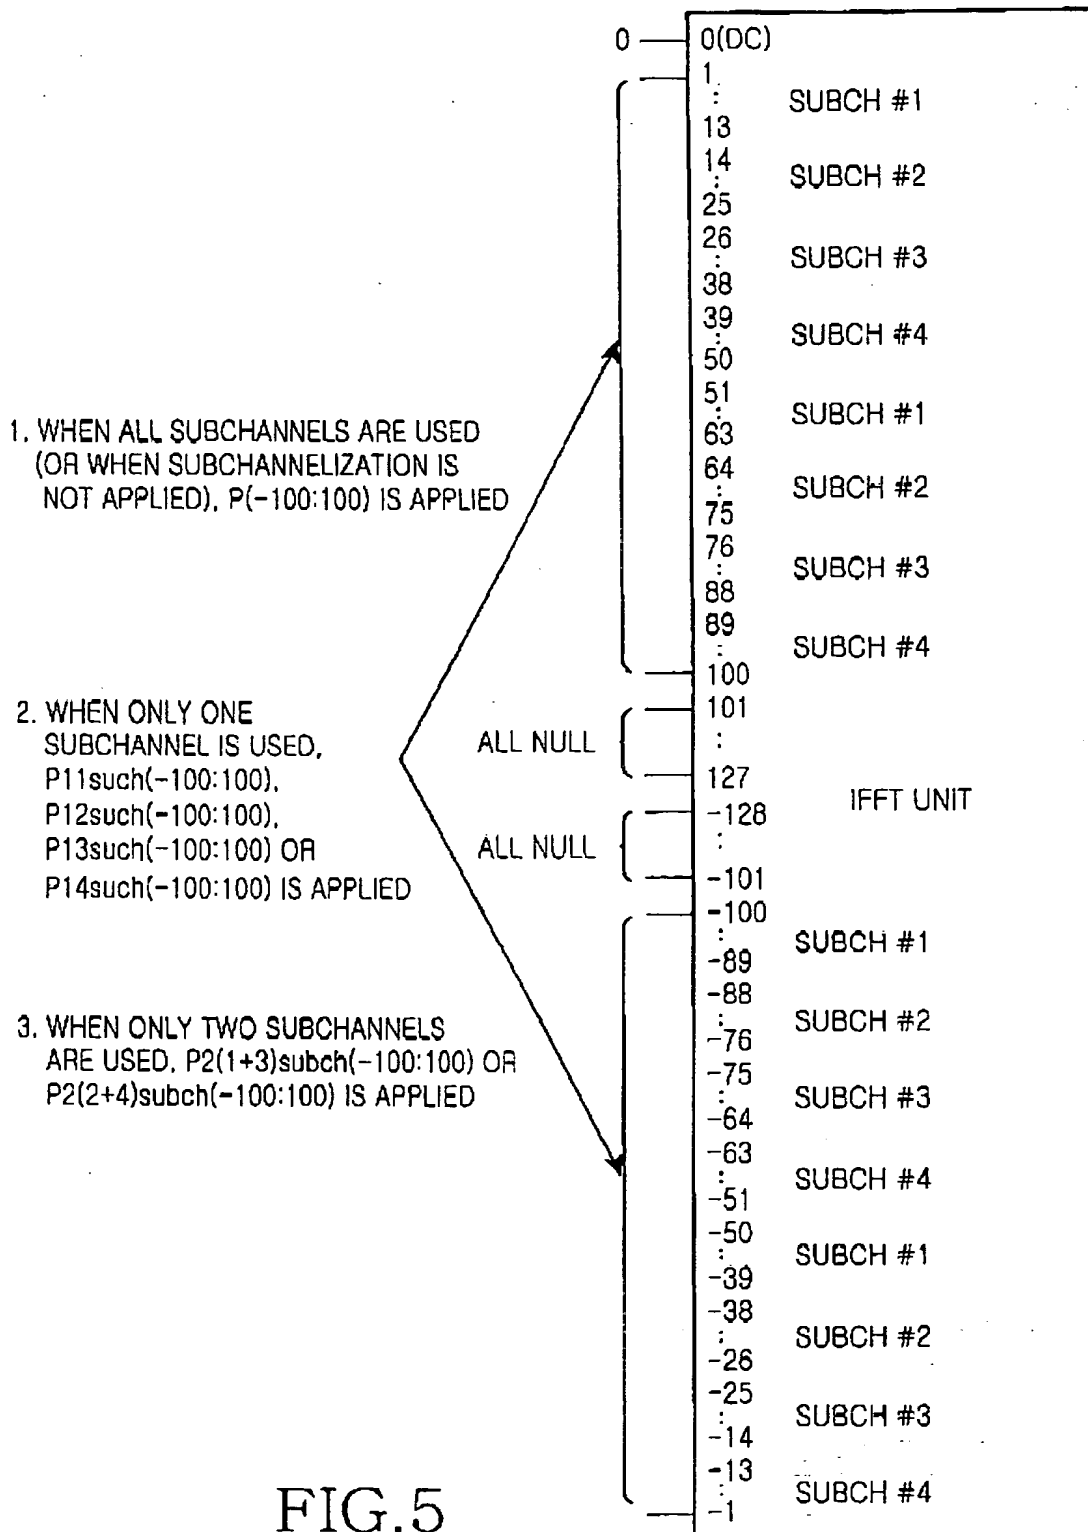 0 0(DC)
1
:
13
SUBCH #1
14
:
25
SUBCH #2
26
:
38
SUBCH #3
39
:
50
SUBCH #4
51
:
63
SUBCH #1
64
:
75
SUBCH #2
76
:
88
SUBCH #3
89
:
100
SUBCH #4
101
:
127
ALL NULL
-128
:
-101
ALL NULL
IFFT UNIT
-100
:
-89
SUBCH #1
-88
:
-76
SUBCH #2
-75
:
-64
SUBCH #3
-63
:
-51
SUBCH #4
-50
:
-39
SUBCH #1
-38
:
-26
SUBCH #2
-25
:
-14
SUBCH #3
-13
:
-1
SUBCH #4
1. WHEN ALL SUBCHANNELS ARE USED
(OR WHEN SUBCHANNELIZATION IS
NOT APPLIED), P(-100:100) IS APPLIED
2. WHEN ONLY ONE
SUBCHANNEL IS USED,
P11such(-100:100),
P12such(-100:100),
P13such(-100:100) OR
P14such(-100:100) IS APPLIED
3. WHEN ONLY TWO SUBCHANNELS
ARE USED, P2(1+3)subch(-100:100) OR
P2(2+4)subch(-100:100) IS APPLIED
FIG.5